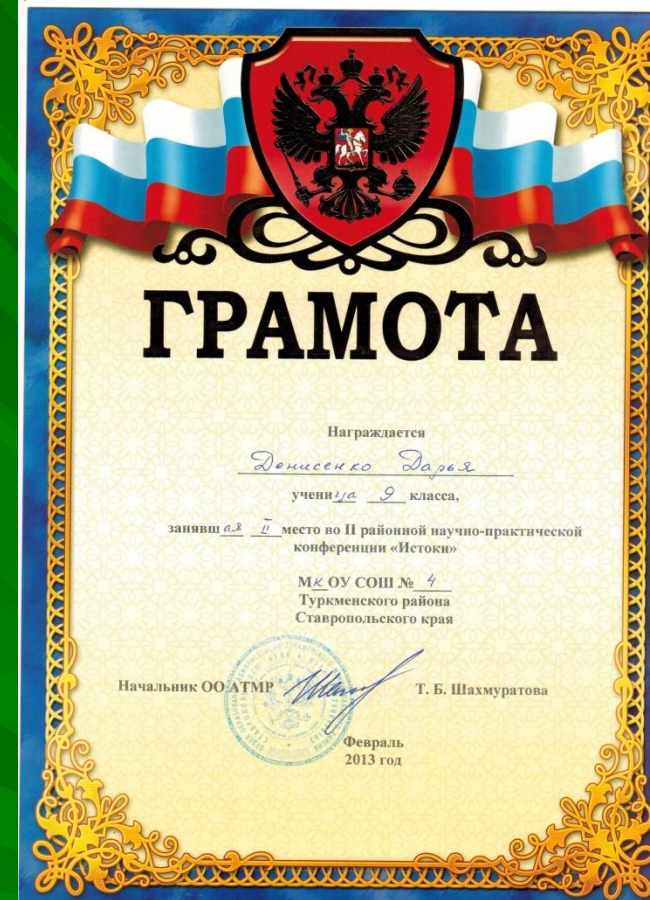 ГРАМОТА
Награждается
Денисенко Дарья
ученица 9 класса,
занявшая II место во II районной научно-практической
конференции «Истоки»
МкОУ СОШ № 4
Туркменского района
Ставропольского края
Начальник ОО АТМР Т. Б. Шахмуратова
Февраль
2013 год